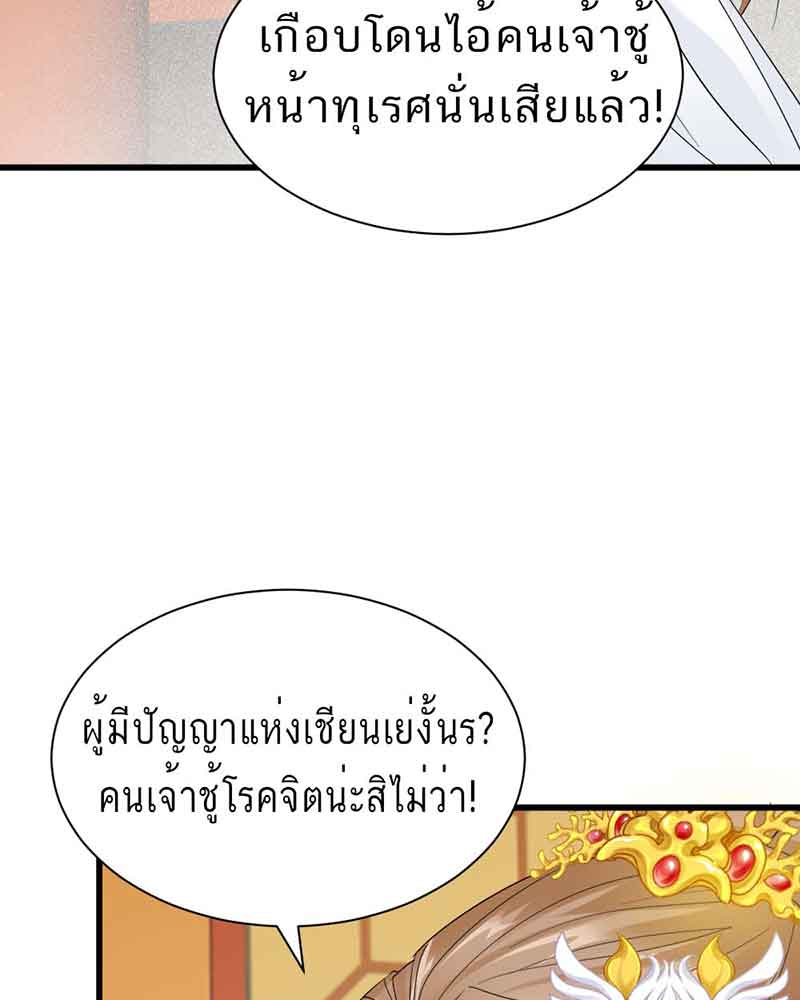 เกือบโดนไอ้คนเจ้าชู้
หน้าทุเรศนั่นเสียแล้ว!
ผู้มีปัญญาแห่งเชียนเย่งั้นร?
คนเจ้าชู้โรคจิตน่ะสิไม่ว่า!